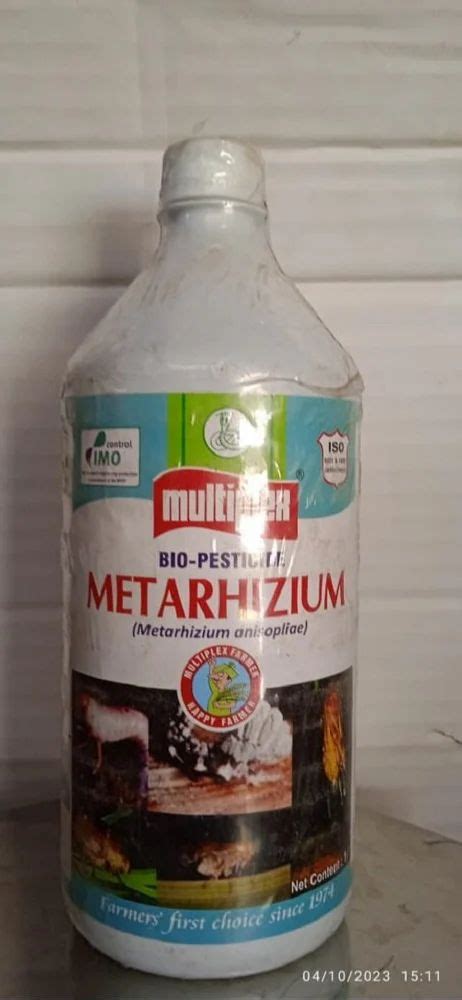 control
IMO
ISO
multiplex
®
BIO-PESTICIDE
METARHIZIUM
(Metarhizium anisopliae)
MULTIPLEX FARMER
HAPPY FARMER
Net Content: 1
Farmers' first choice since 1974
04/10/2023 15:11